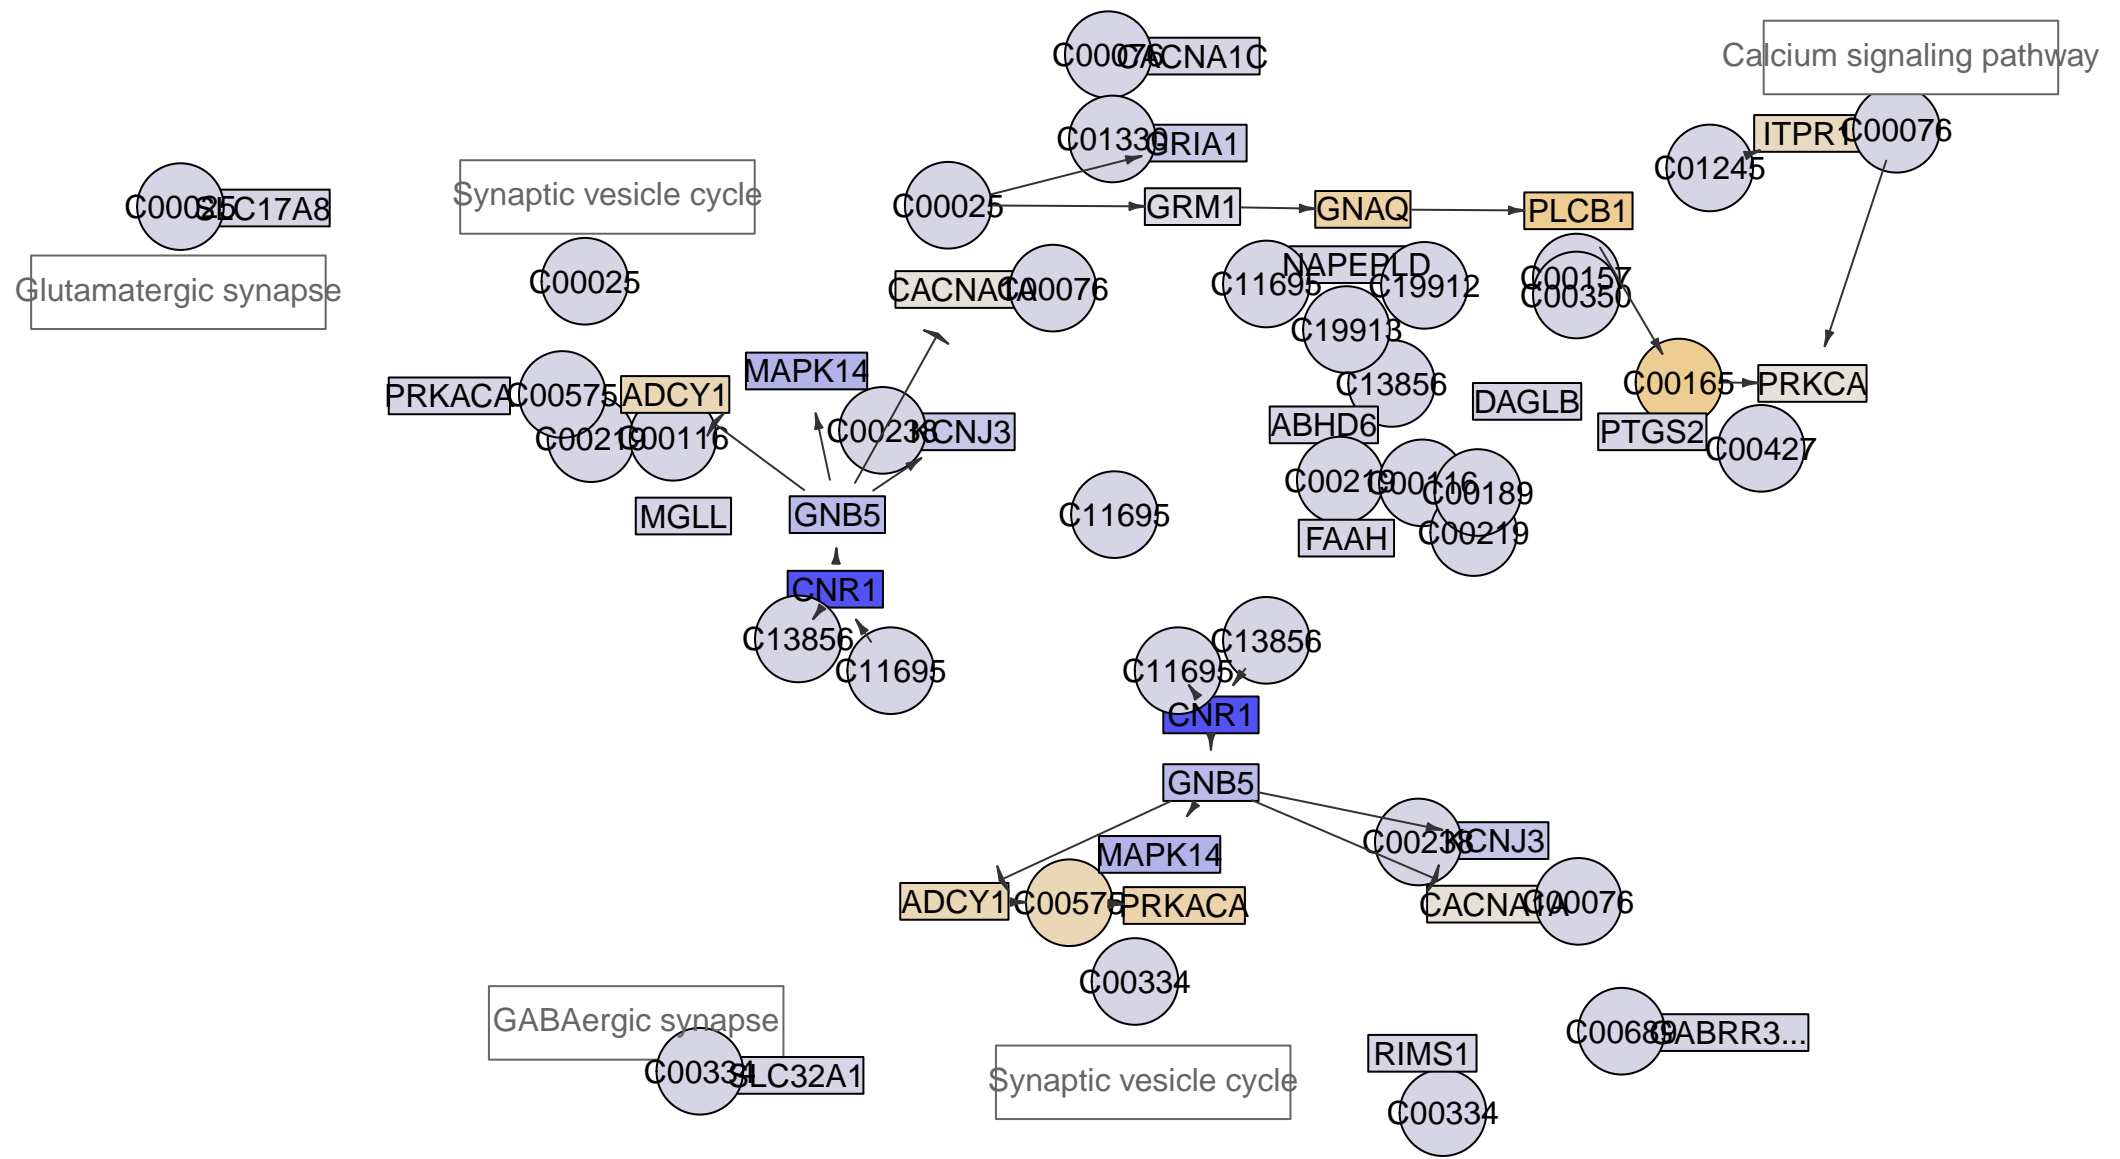 C00076
CACNA1C
Calcium signaling pathway
C01330
GRIA1
ITPR1
C00076
C01245
C00025
SLC17A8
Synaptic vesicle cycle
C00025
GRM1
GNAQ
PLCB1
Glutamatergic synapse
C00025
CACNA1A
C00076
C11695
NAPEPLD
C19912
C00157
C00350
C19913
C13856
MAPK14
PRKACA
C00575
ADCY1
C00219
C00116
C00238
KCNJ3
ABHD6
DAGLB
C00165
PRKCA
PTGS2
C00427
MGLL
GNB5
C11695
C00219
C00116
C00189
C00219
FAAH
CNR1
C13856
C11695
C11695
C13856
CNR1
GNB5
MAPK14
C00238
KCNJ3
ADCY1
C00575
PRKACA
CACNA1A
C00076
C00334
GABAergic synapse
C00334
SLC32A1
Synaptic vesicle cycle
RIMS1
C00334
C00689
GABRR3...